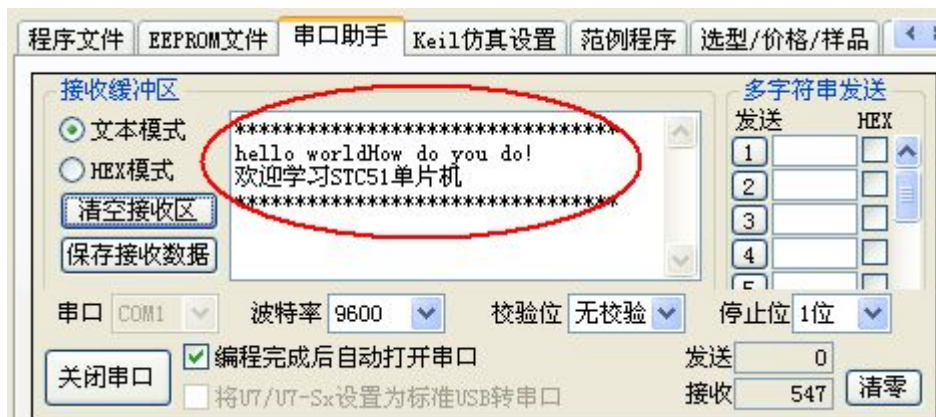 程序文件 EEPROM文件 串口助手 Keil仿真设置 范例程序 选型/价格/样品
接收缓冲区 多字符串发送
文本模式 发送 HEX
HEX模式 1
清空接收区 2
保存接收数据 3
4
********************************
hello worldHow do you do!
欢迎学习STC51单片机
********************************
串口 COM1 波特率 9600 校验位 无校验 停止位 1位
关闭串口 编程完成后自动打开串口 发送 0
将U7/U7-Sx设置为标准USB转串口 接收 547 清零